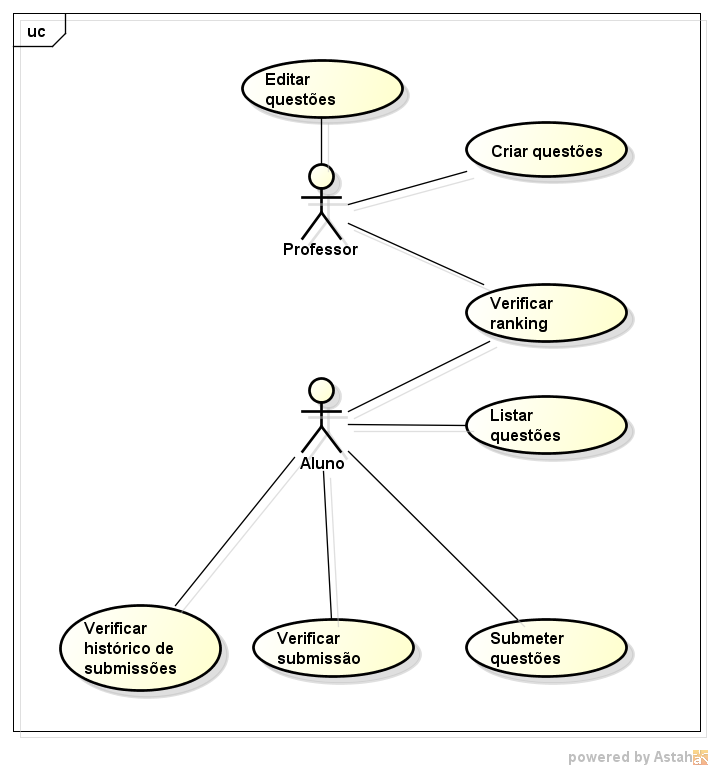 uc
Editar
questões
Criar questões
Professor
Verificar
ranking
Aluno
Listar
questões
Verificar
histórico de
submissões
Verificar
submissão
Submeter
questões
powered by Astah